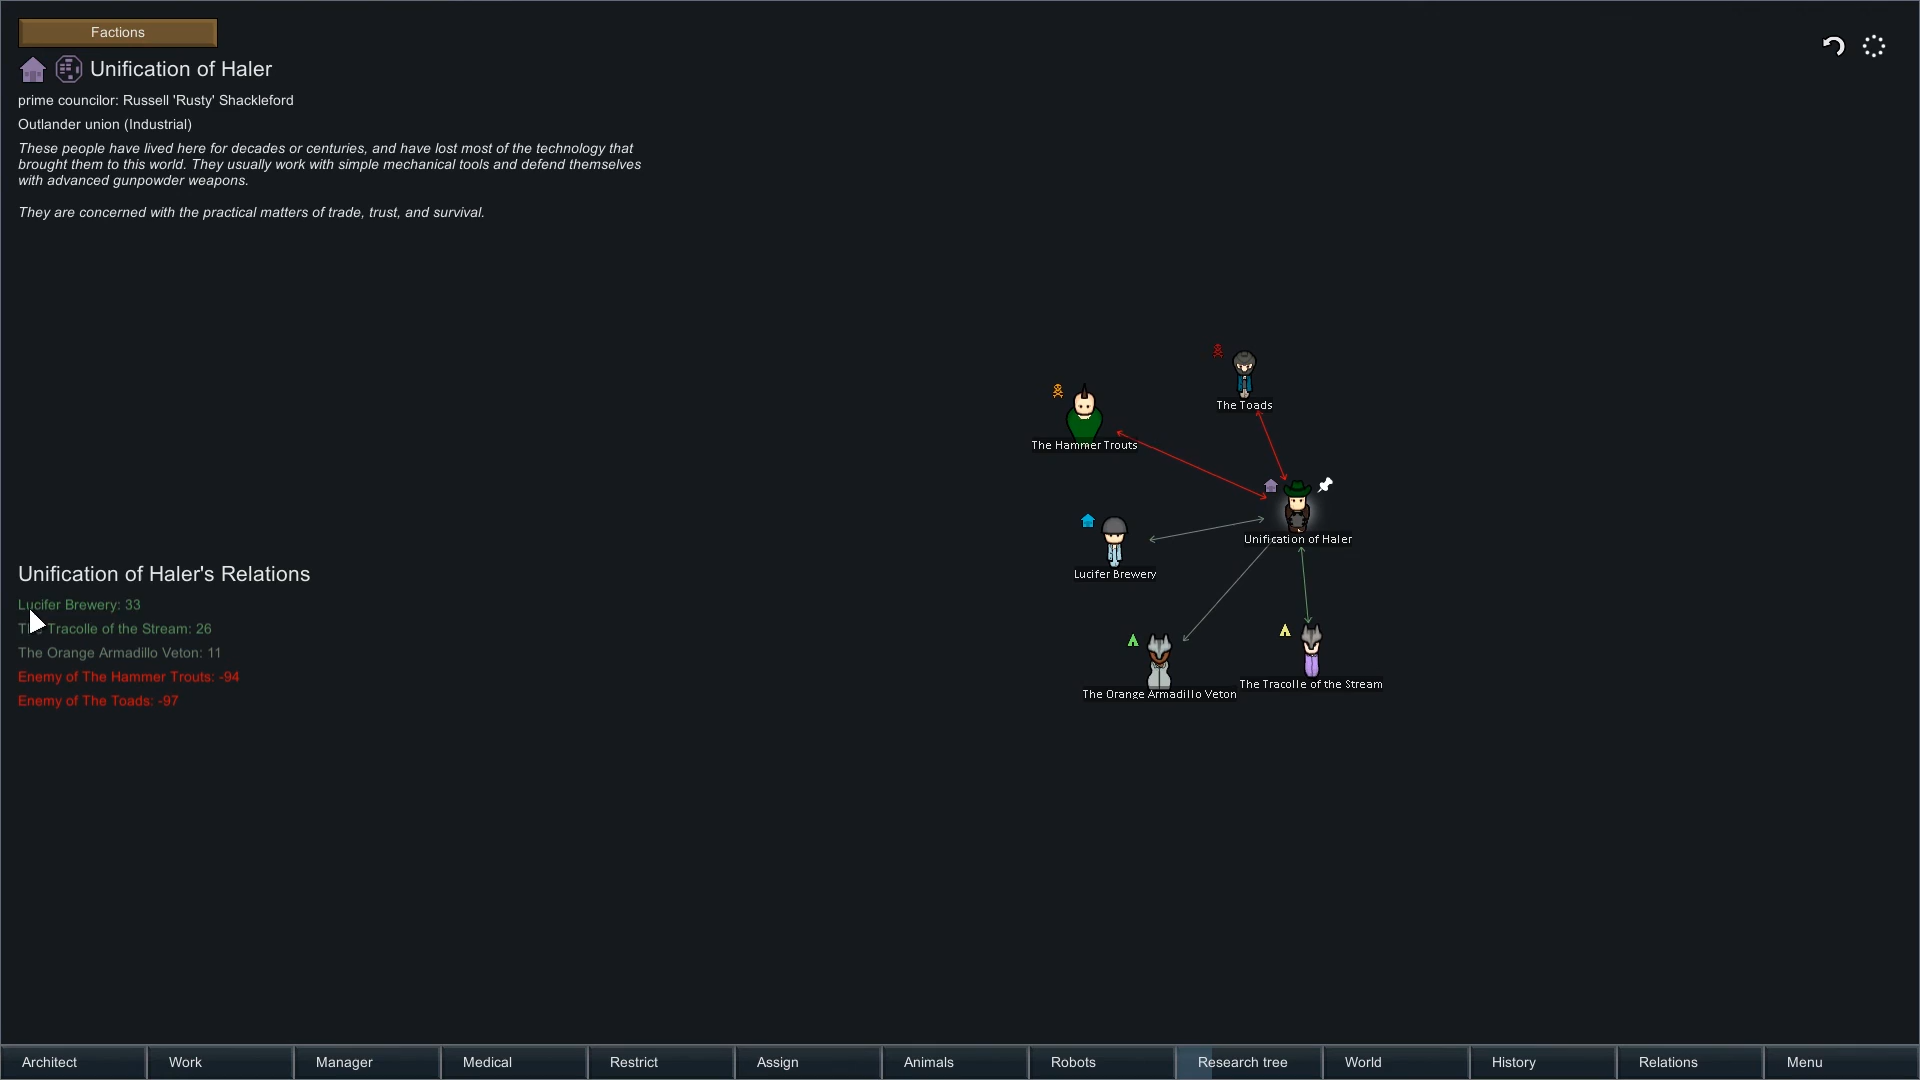 Factions
Unification of Haler
prime councilor: Russell 'Rusty' Shackleford
Outlander union (Industrial)
These people have lived here for decades or centuries, and have lost most of the technology that
brought them to this world. They usually work with simple mechanical tools and defend themselves
with advanced gunpowder weapons.
They are concerned with the practical matters of trade, trust, and survival.
The Toads
The Hammer Trouts
Unification of Haler
Lucifer Brewery
The Orange Armadillo Veton
The Tracolle of the Stream
Unification of Haler's Relations
Lucifer Brewery: 33
The Tracolle of the Stream: 26
The Orange Armadillo Veton: 11
Enemy of The Hammer Trouts: -94
Enemy of The Toads: -97
Architect
Work
Manager
Medical
Restrict
Assign
Animals
Robots
Research tree
World
History
Relations
Menu